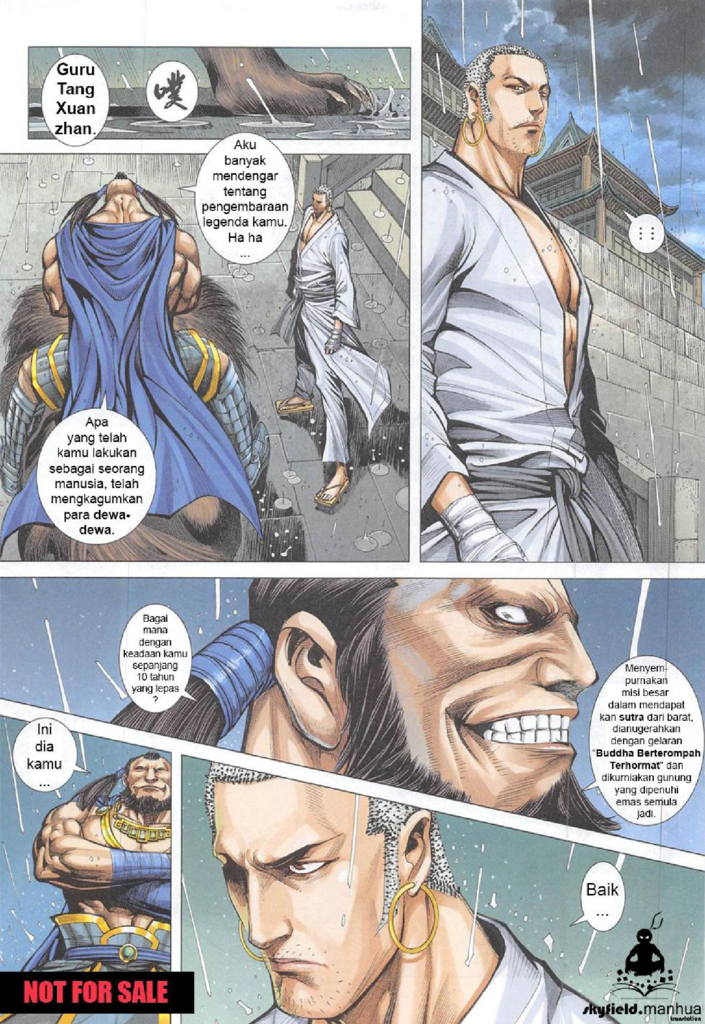 Guru
Tang
Xuan
zhan.
噗
Aku
banyak
mendengar
tentang
pengembaraan
legenda kamu.
Ha ha
...
Apa
yang telah
kamu lakukan
sebagai seorang
manusia, telah
mengkagumkan
para dewa-
dewa.
Bagai
mana
dengan
keadaan kamu
sepanjang
10 tahun
yang lepas
?
Menyem-
purnakan
misi besar
dalam mendapat
kan sutra dari barat,
dianugerahkan
dengan gelaran
"Buddha Berterompah
Terhormat" dan
dikurniakan gunung
yang dipenuhi
emas semula
jadi.
Ini
dia
kamu
...
Baik
...
NOT FOR SALE
skyfield.manhua
translation